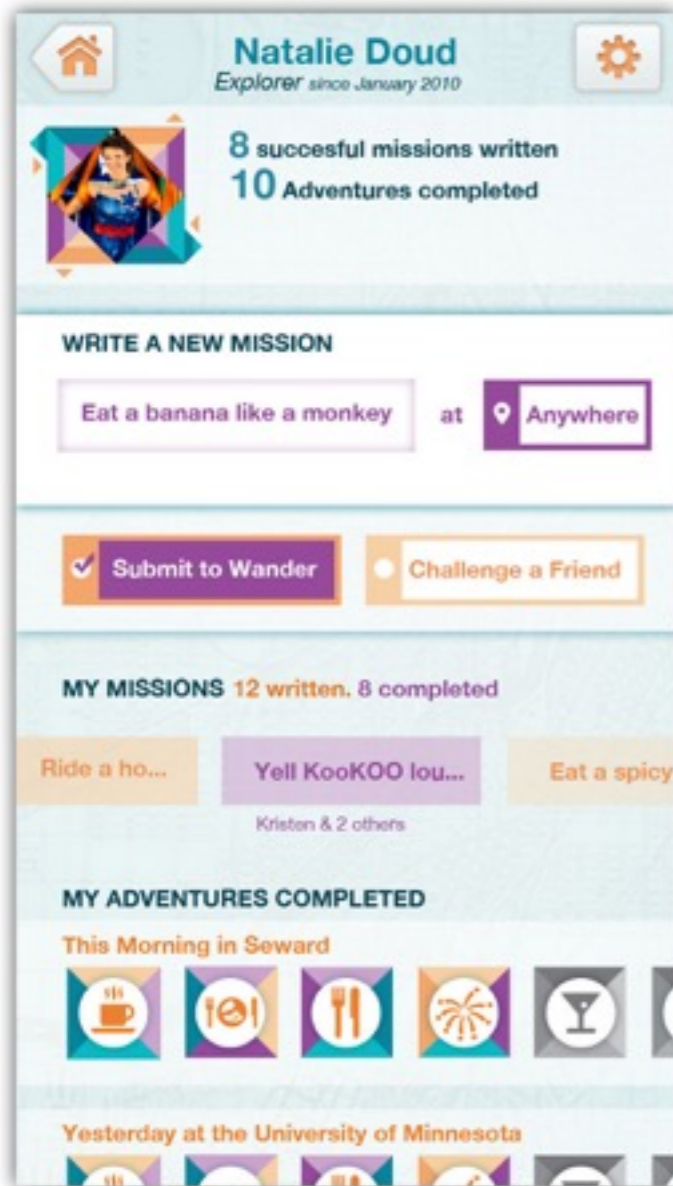 Natalie Doud
Explorer since January 2010
8 succesful missions written
10 Adventures completed
WRITE A NEW MISSION
Eat a banana like a monkey at Anywhere
Submit to Wander Challenge a Friend
MY MISSIONS 12 written. 8 completed
Ride a ho... Yell KooKOO lou... Eat a spicy
Kristen & 2 others
MY ADVENTURES COMPLETED
This Morning in Seward
Yesterday at the University of Minnesota